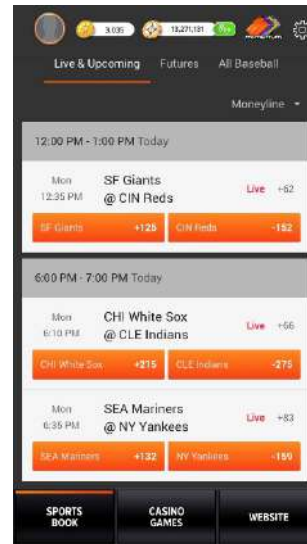 3,035 13,271,131
Live & Upcoming Futures All Baseball
Moneyline
12:00 PM - 1:00 PM Today
Mon SF Giants
12:35 PM @ CIN Reds Live +62
SF Giants +125 CIN Reds -152
6:00 PM - 7:00 PM Today
Mon CHI White Sox
6:10 PM @ CLE Indians Live +66
CHI White Sox +215 CLE Indians -275
Mon SEA Mariners
6:35 PM @ NY Yankees Live +83
SEA Mariners +132 NY Yankees -159
SPORTS BOOK CASINO GAMES WEBSITE